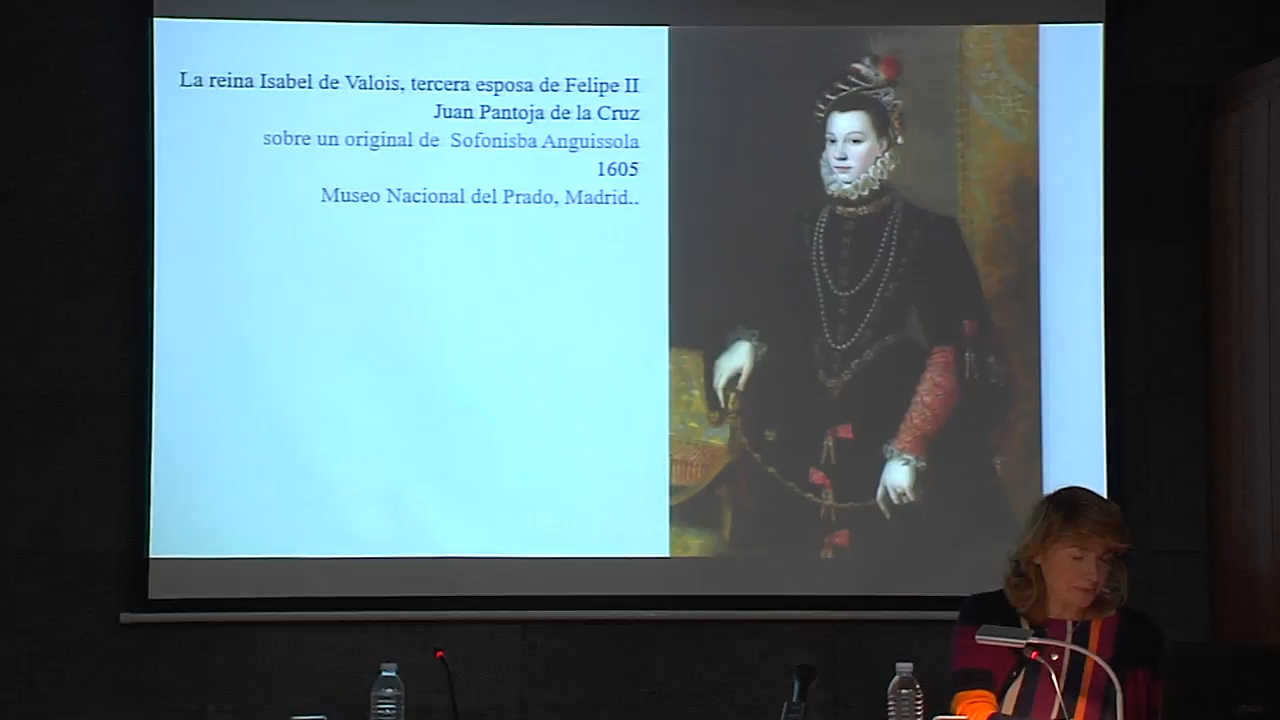 La reina Isabel de Valois, tercera esposa de Felipe II
Juan Pantoja de la Cruz
sobre un original de Sofonisba Anguissola
1605
Museo Nacional del Prado, Madrid..